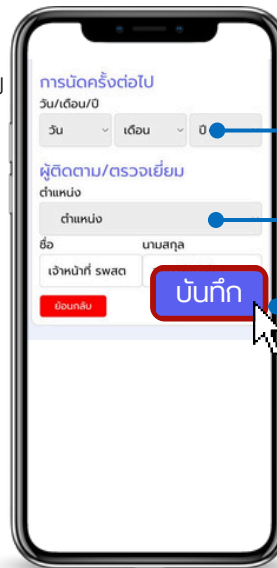 การนัดครั้งต่อไป
วัน/เดือน/ปี
วัน เดือน ปี
ผู้ติดตาม/ตรวจเยี่ยม
ตำแหน่ง
ตำแหน่ง
ชื่อ นามสกุล
เจ้าหน้าที่ รพสต
บันทึก
ย้อนกลับ